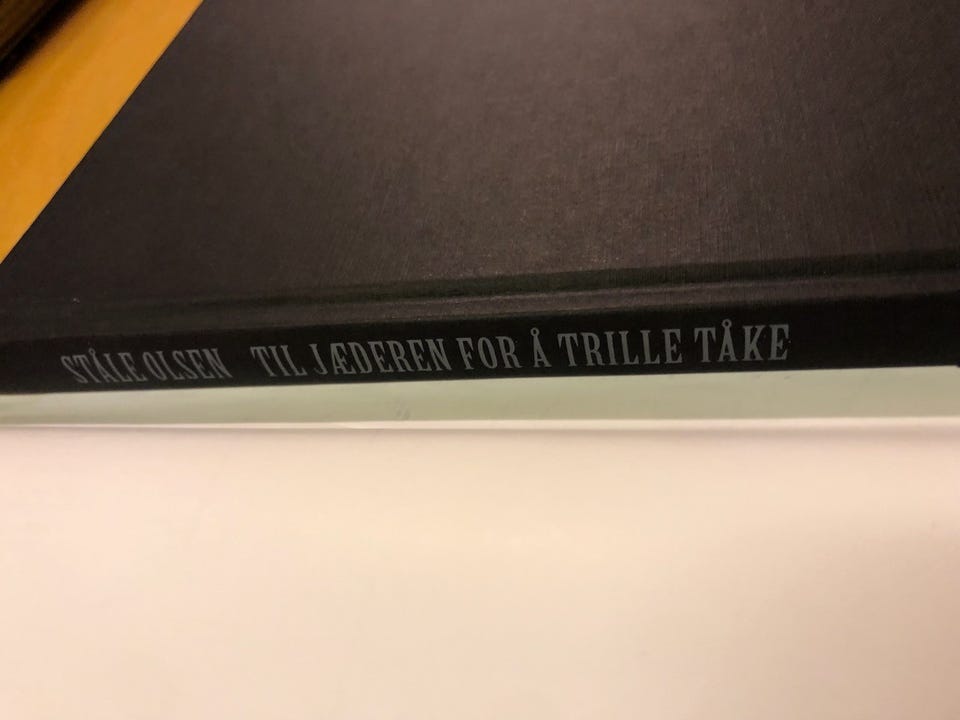 STÅLE OLSEN TIL JÆDEREN FOR Å TRILLE TÅKE